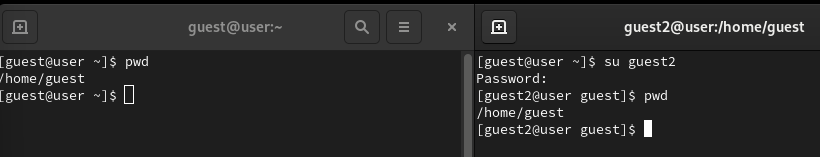 guest@user:~
[guest@user ~]$ pwd
/home/guest
[guest@user ~]$
guest2@user:/home/guest
[guest@user ~]$ su guest2
Password:
[guest2@user guest]$ pwd
/home/guest
[guest2@user guest]$